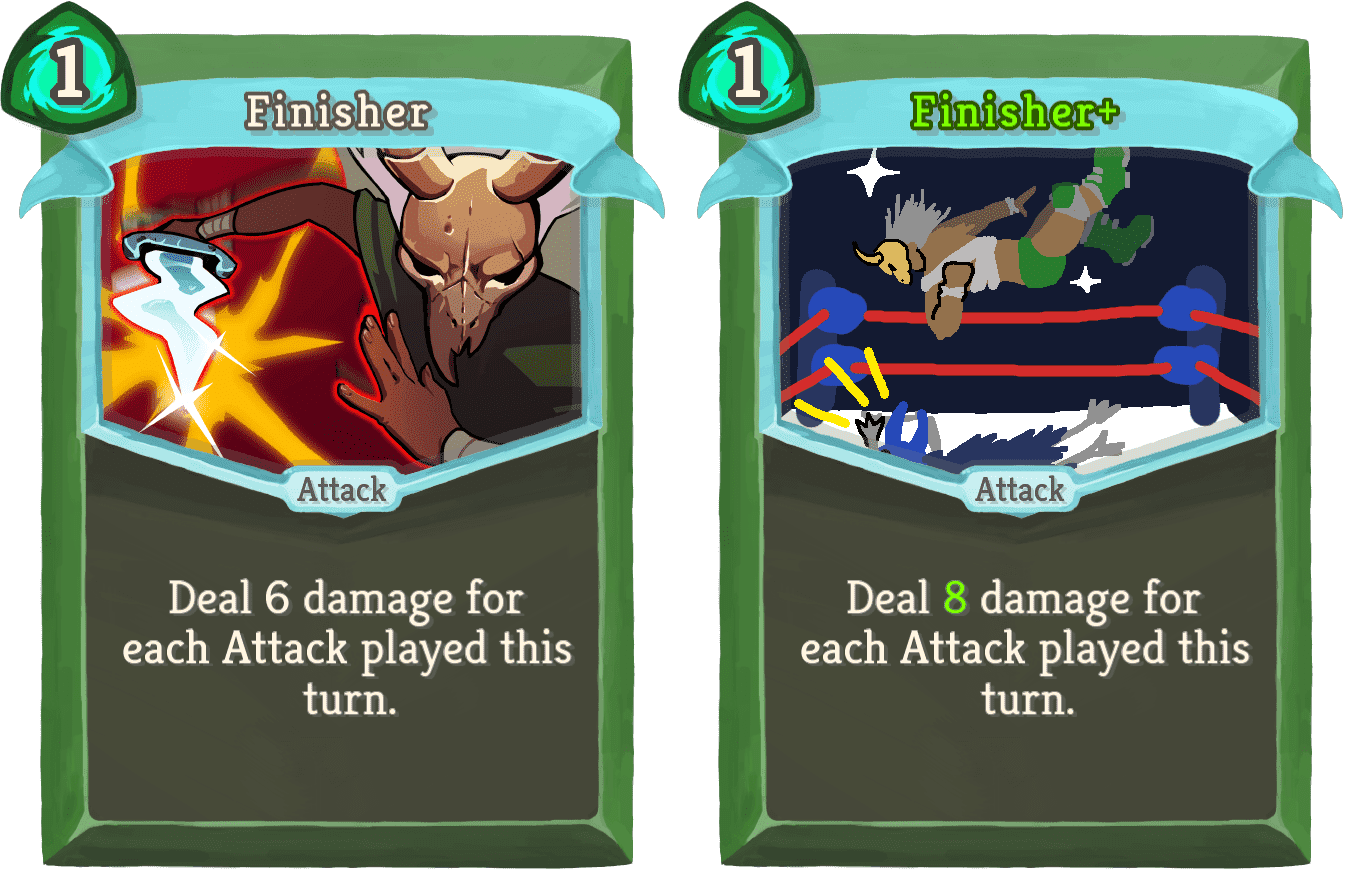 1
Finisher
Attack
Deal 6 damage for
each Attack played this
turn.
1
Finisher+
Attack
Deal 8 damage for
each Attack played this
turn.